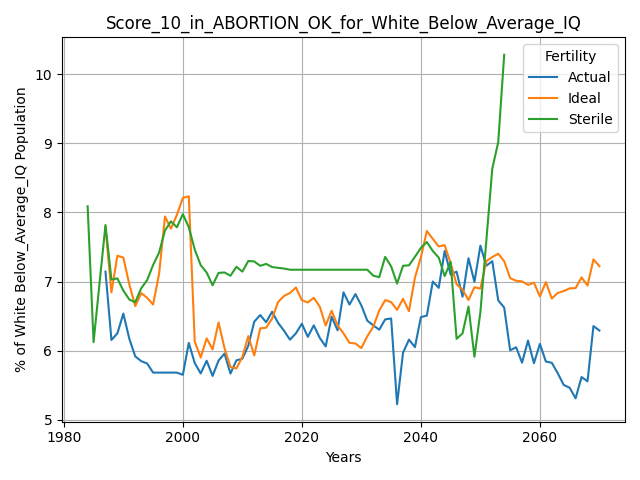 Score_10_in_ABORTION_OK_for_White_Below_Average_IQ
% of White Below_Average_IQ Population
10
9
8
7
6
5
Fertility
Actual
Ideal
Sterile
1980
2000
2020
2040
2060
Years